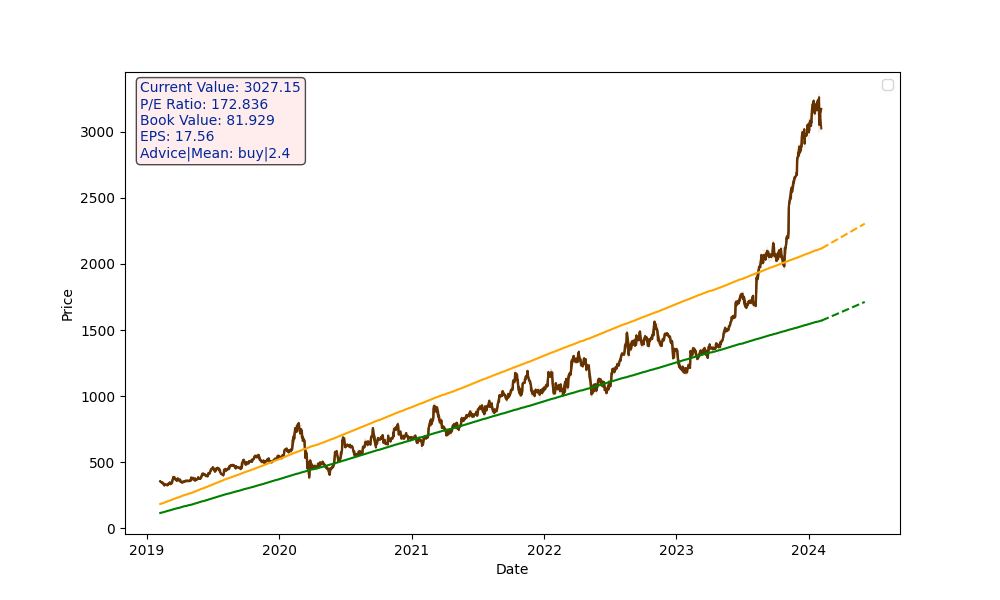 Current Value: 3027.15
P/E Ratio: 172.836
Book Value: 81.929
EPS: 17.56
Advice|Mean: buy|2.4
3000
2500
2000
1500
1000
500
0
Price
2019 2020 2021 2022 2023 2024
Date